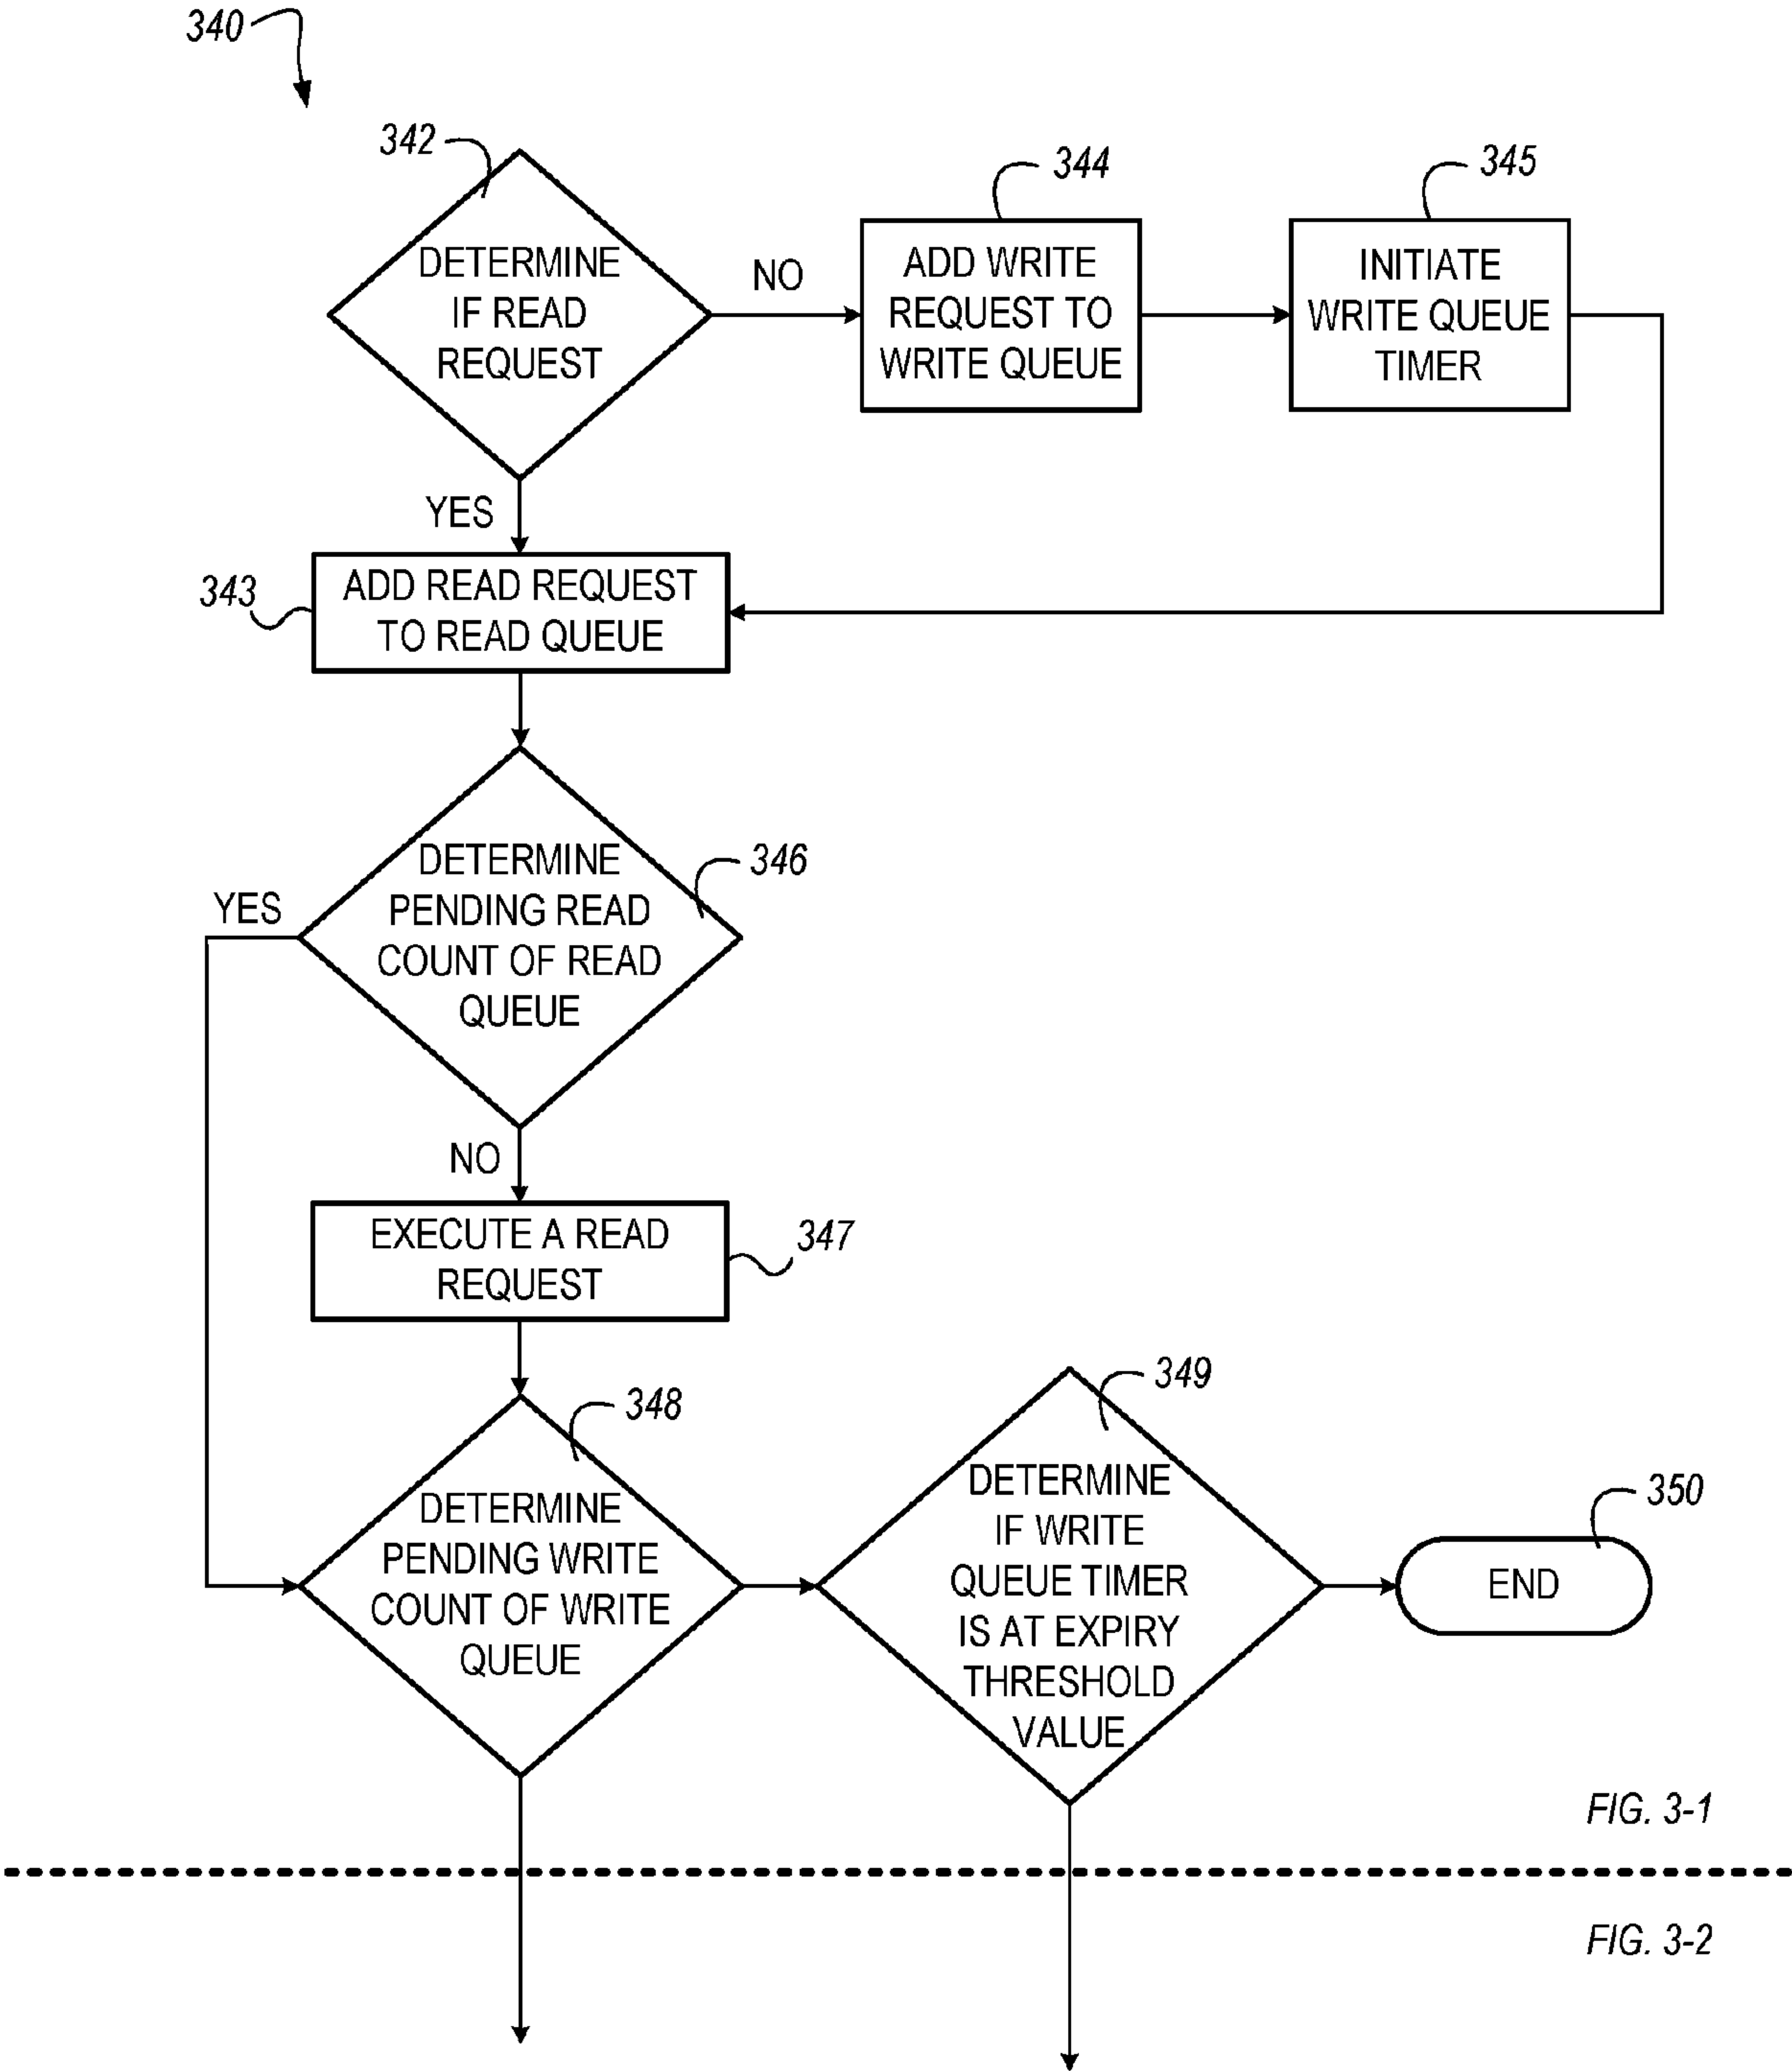 340
342
DETERMINE
IF READ
REQUEST
NO
344
ADD WRITE
REQUEST TO
WRITE QUEUE
345
INITIATE
WRITE QUEUE
TIMER
YES
343
ADD READ REQUEST
TO READ QUEUE
346
DETERMINE
PENDING READ
COUNT OF READ
QUEUE
YES
NO
EXECUTE A READ
REQUEST
347
348
DETERMINE
PENDING WRITE
COUNT OF WRITE
QUEUE
349
DETERMINE
IF WRITE
QUEUE TIMER
IS AT EXPIRY
THRESHOLD
VALUE
350
END
FIG. 3-1
FIG. 3-2